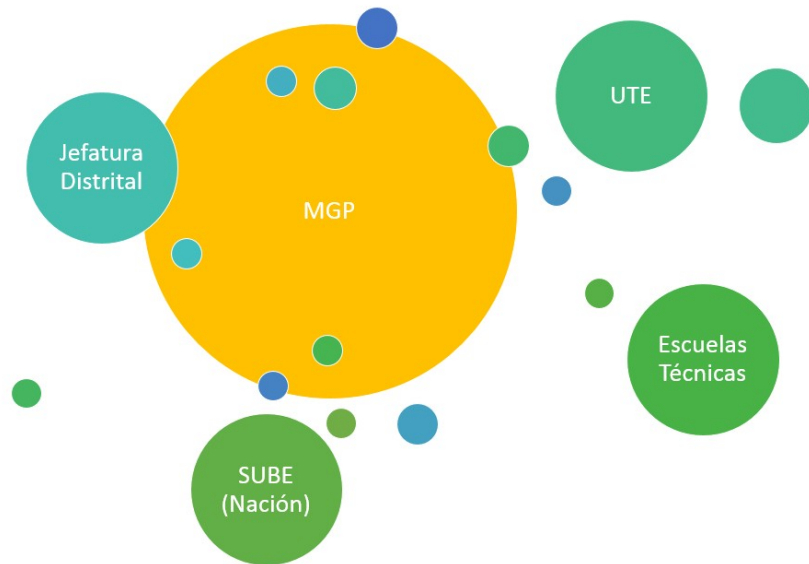 UTE
Jefatura
Distrital
MGP
Escuelas
Técnicas
SUBE
(Nación)